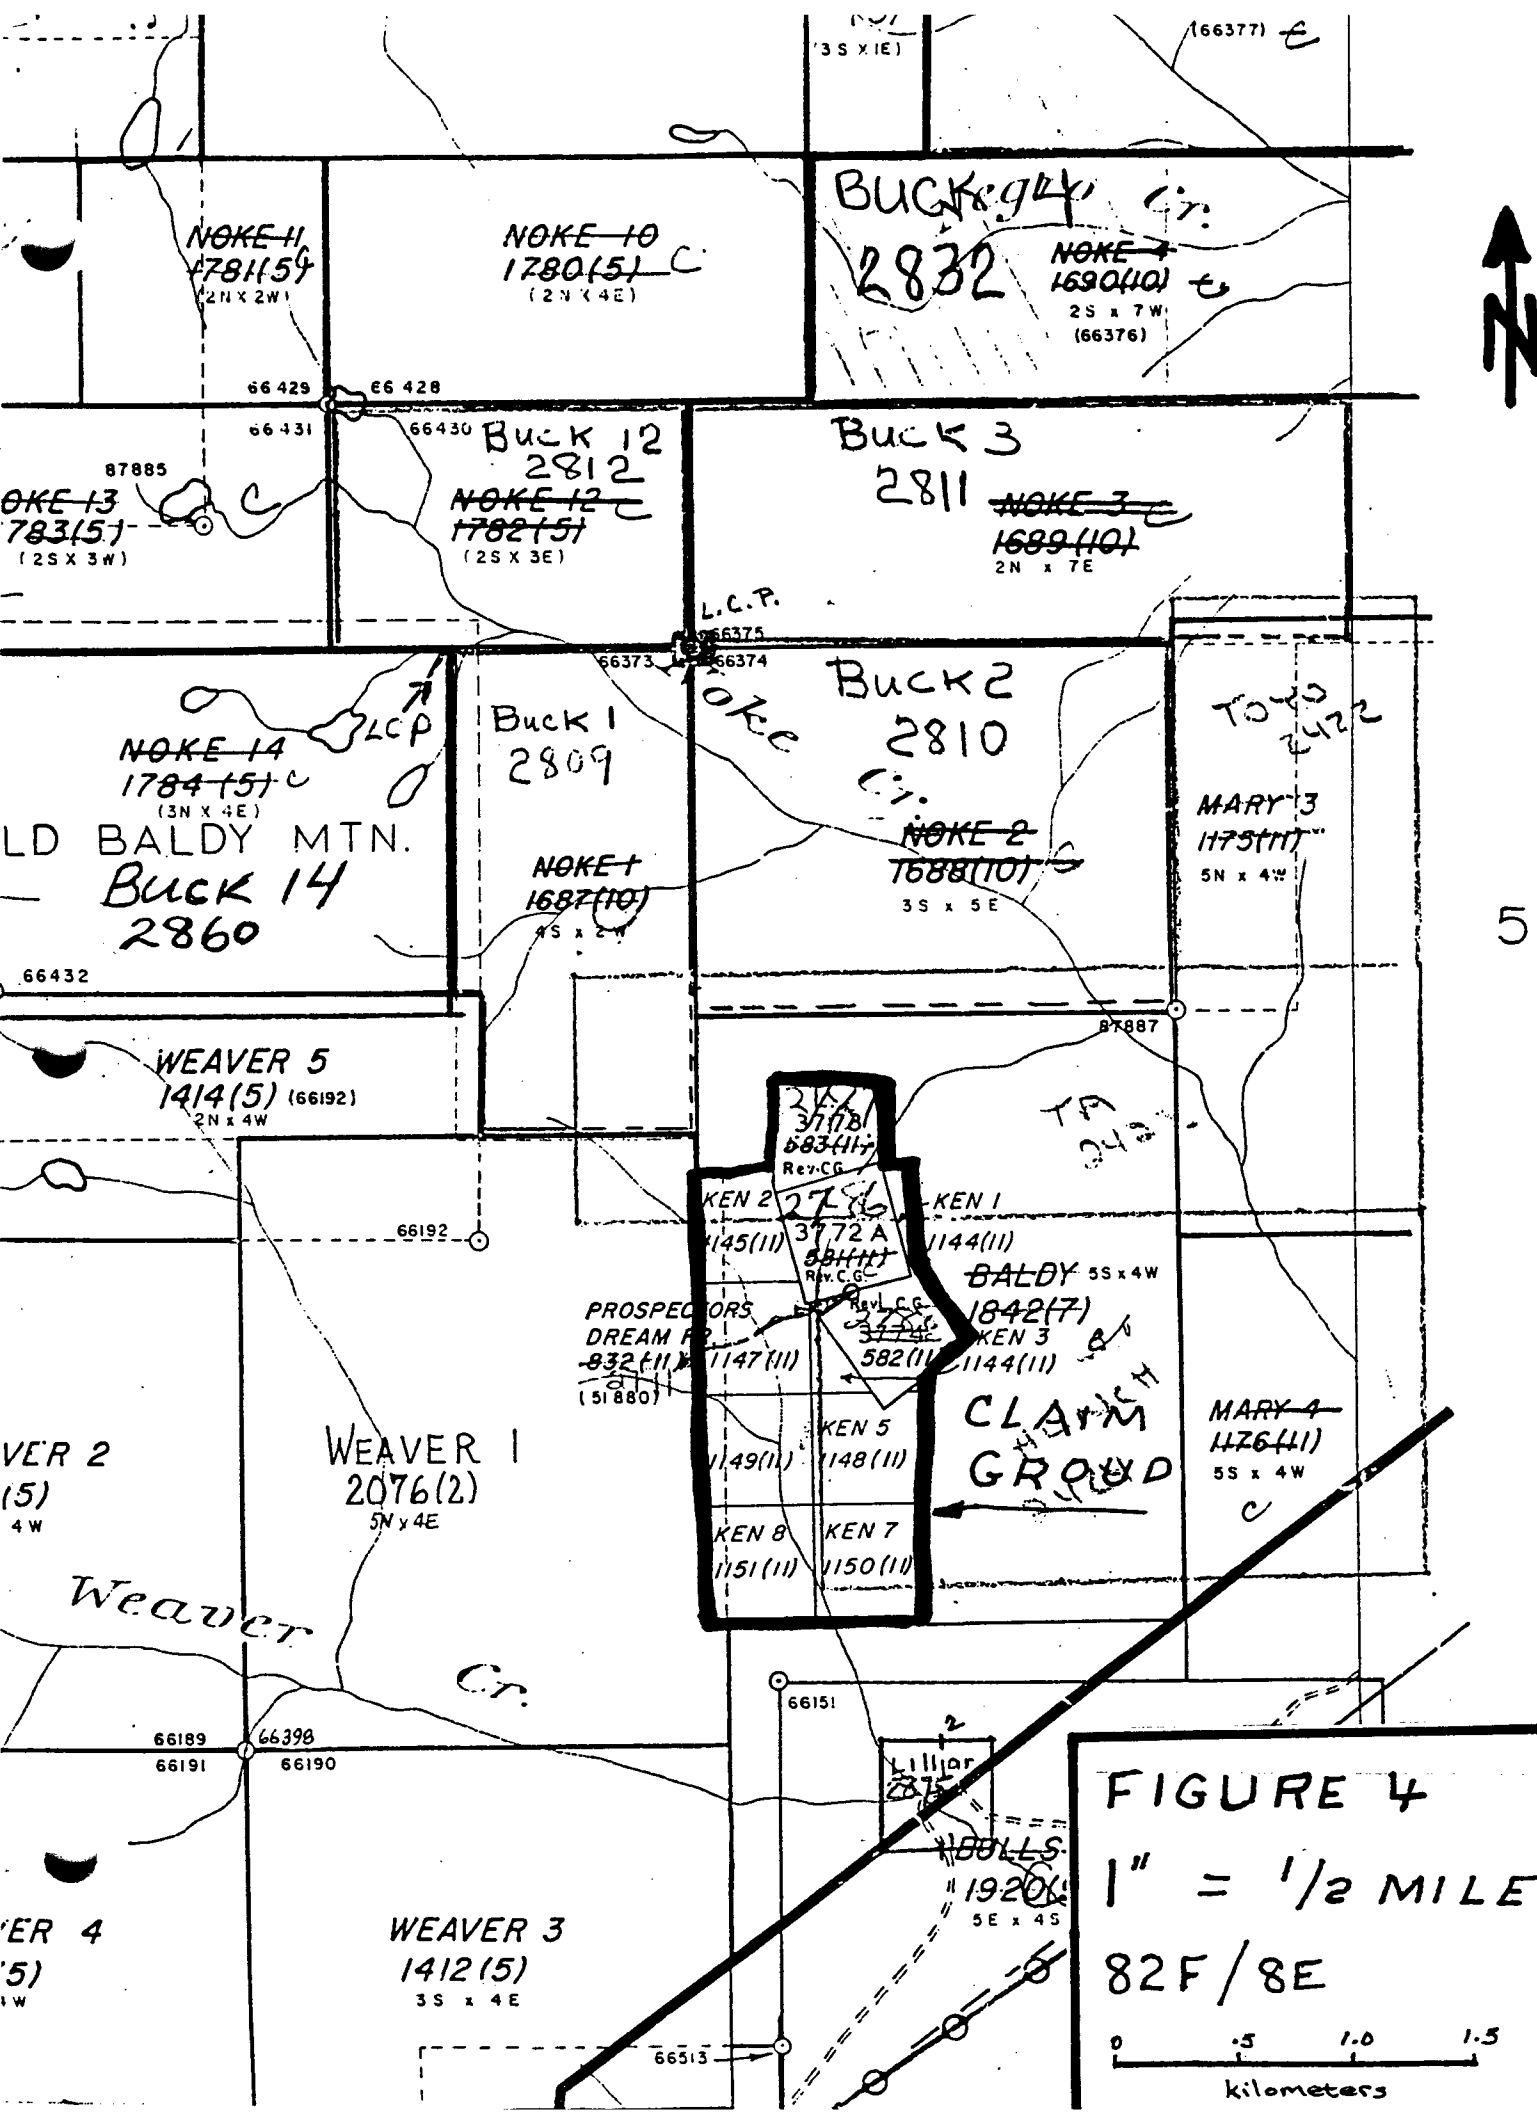 (3 S X 1E)
(66377)
BUCK 4
Cr.
2832
NOKE 11
1781(5)
(2N X 2W)
NOKE 10
1780(5) C
(2N X 4E)
NOKE 4
1690(10)
2S x 7W
(66376)
N
66 429
66 428
66 431
66430
BUCK 12
2812
NOKE 12 C
1782(5)
(2S X 3E)
BUCK 3
2811
NOKE 3 C
1689(10)
2N x 7E
87885
C
OKE 13
783(5)
(2S X 3W)
L.C.P.
66375
66373
66374
LCP
NOKE 14
1784(5) C
(3N X 4E)
LD BALDY MTN.
BUCK 14
2860
BUCK 1
2809
NOKE 1
1687(10)
4S x 2W
Noke
Cr.
BUCK 2
2810
NOKE 2
1688(10)
3S x 5E
TOYO
2422
MARY 3
1175(11)
5N x 4W
5
66432
87887
WEAVER 5
1414(5) (66192)
2N x 4W
66192
3778
583(11)
Rev.C.G.
KEN 2
1145(11)
2786
3772 A
581(11)
Rev.C.G.
KEN 1
1144(11)
BALDY 5S x 4W
1842(7)
PROSPECTORS
DREAM
832(11)
(51880)
1147(11)
Rev.C.G.
582(11)
KEN 3
1144(11)
CLAIM
GROUD
KEN 5
1149(11)
1148(11)
KEN 8
1151(11)
KEN 7
1150(11)
MARY 4
1176(11)
5S x 4W
C
VER 2
(5)
4W
WEAVER 1
2076(2)
5N x 4E
Weaver
Cr.
66151
66189
66398
66191
66190
2
BULLS
5E x 4S
ER 4
5)
WEAVER 3
1412(5)
3S x 4E
66513
FIGURE 4
1" = 1/2 MILE
82F/8E
0 .5 1.0 1.5
kilometers